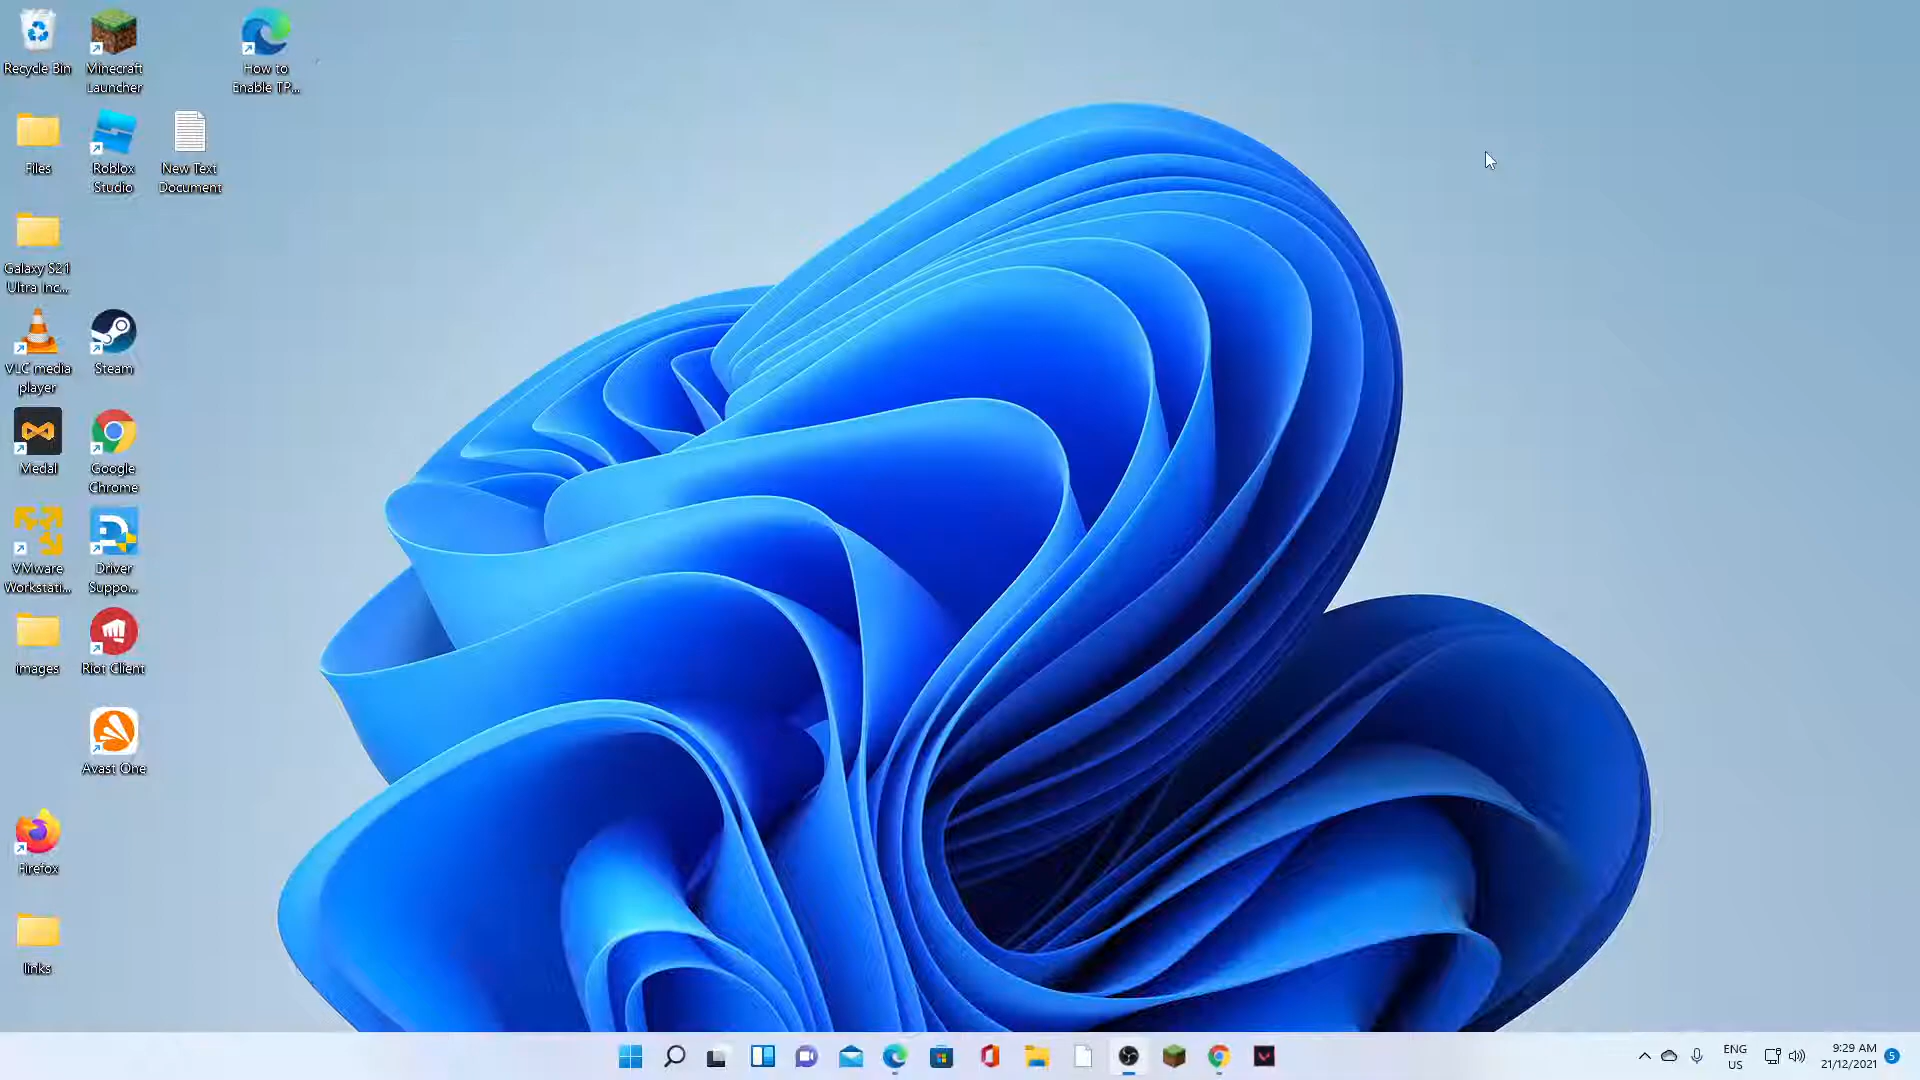 Recycle Bin
Minecraft
Launcher
How to
Enable TP...
Files
Roblox
Studio
New Text
Document
Galaxy S21
Ultra Inc...
VLC media
player
Steam
Medal
Google
Chrome
VMware
Workstati...
Driver
Suppo...
images
Riot Client
Avast One
Firefox
links
ENG
US
9:29 AM
21/12/2021
5